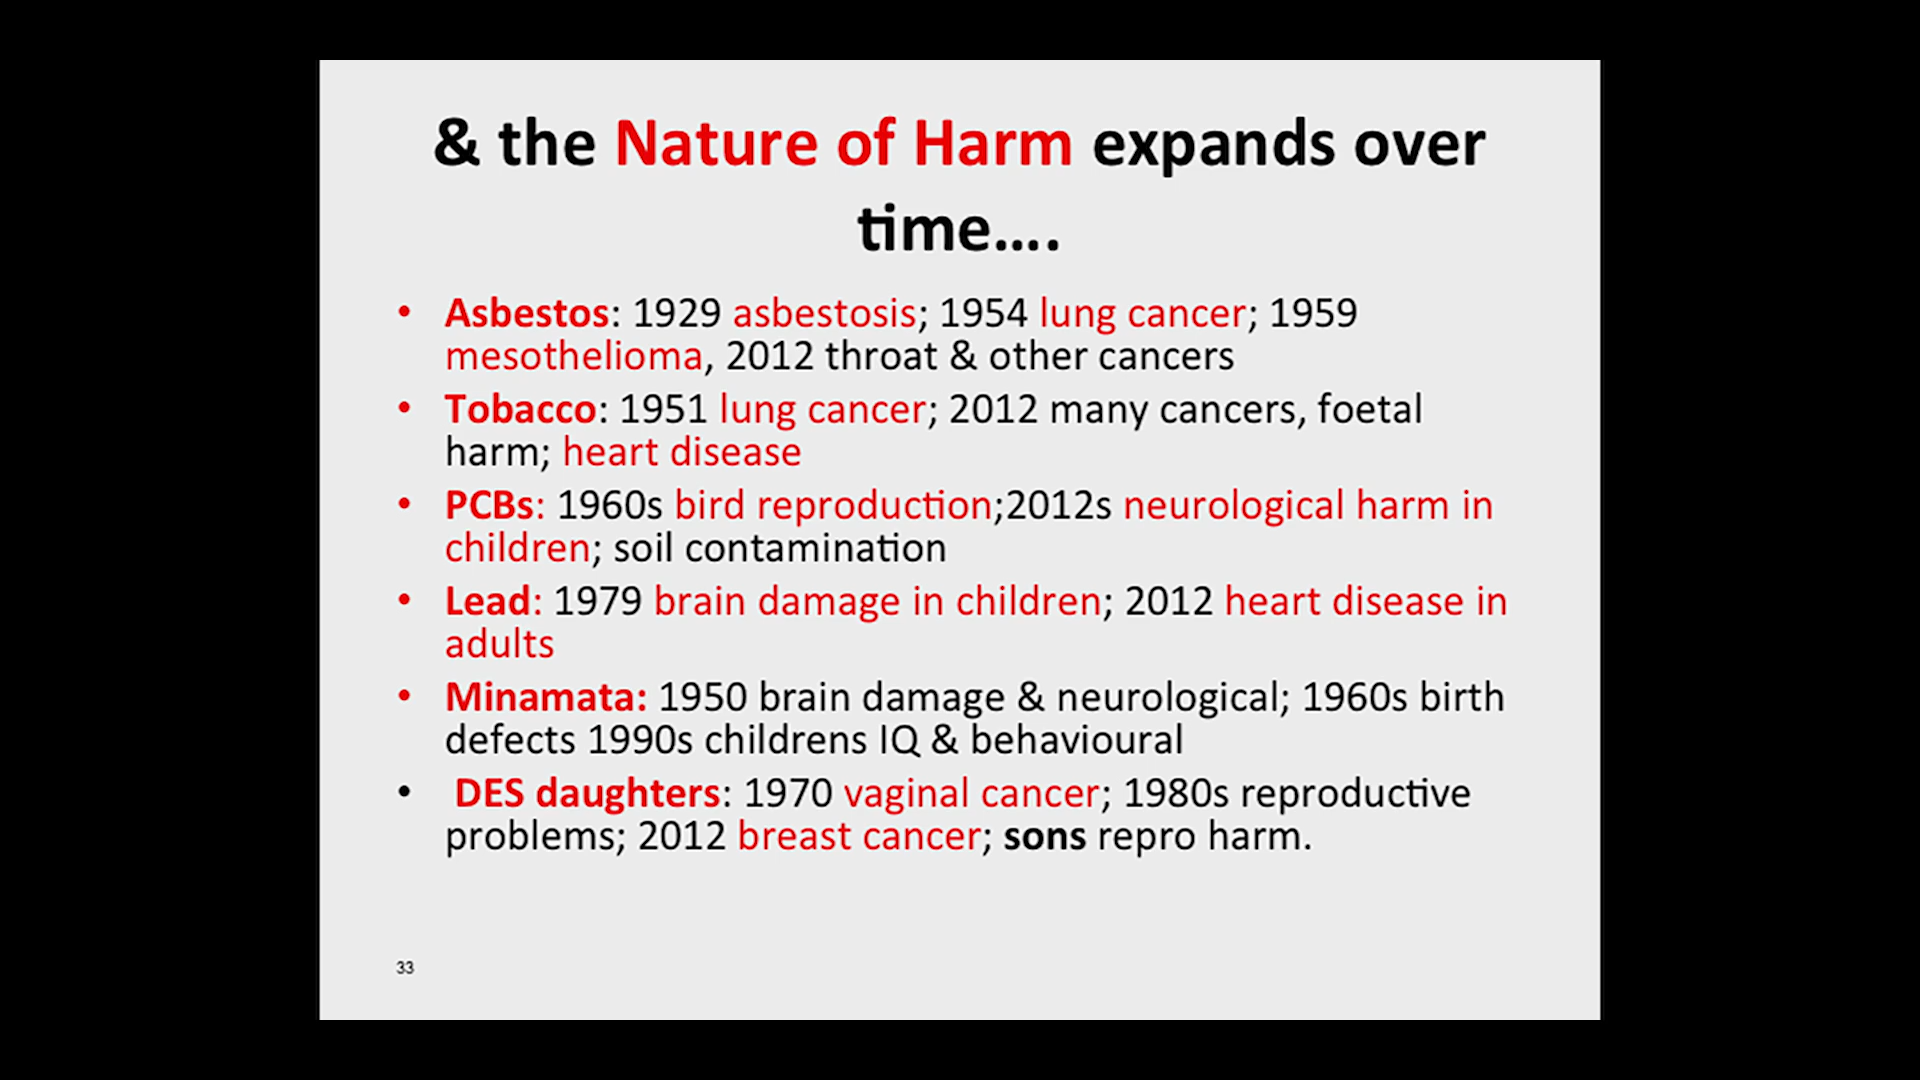 & the Nature of Harm expands over
time….
• Asbestos: 1929 asbestosis; 1954 lung cancer; 1959
mesothelioma, 2012 throat & other cancers
• Tobacco: 1951 lung cancer; 2012 many cancers, foetal
harm; heart disease
• PCBs: 1960s bird reproduction;2012s neurological harm in
children; soil contamination
• Lead: 1979 brain damage in children; 2012 heart disease in
adults
• Minamata: 1950 brain damage & neurological; 1960s birth
defects 1990s childrens IQ & behavioural
• DES daughters: 1970 vaginal cancer; 1980s reproductive
problems; 2012 breast cancer; sons repro harm.
33